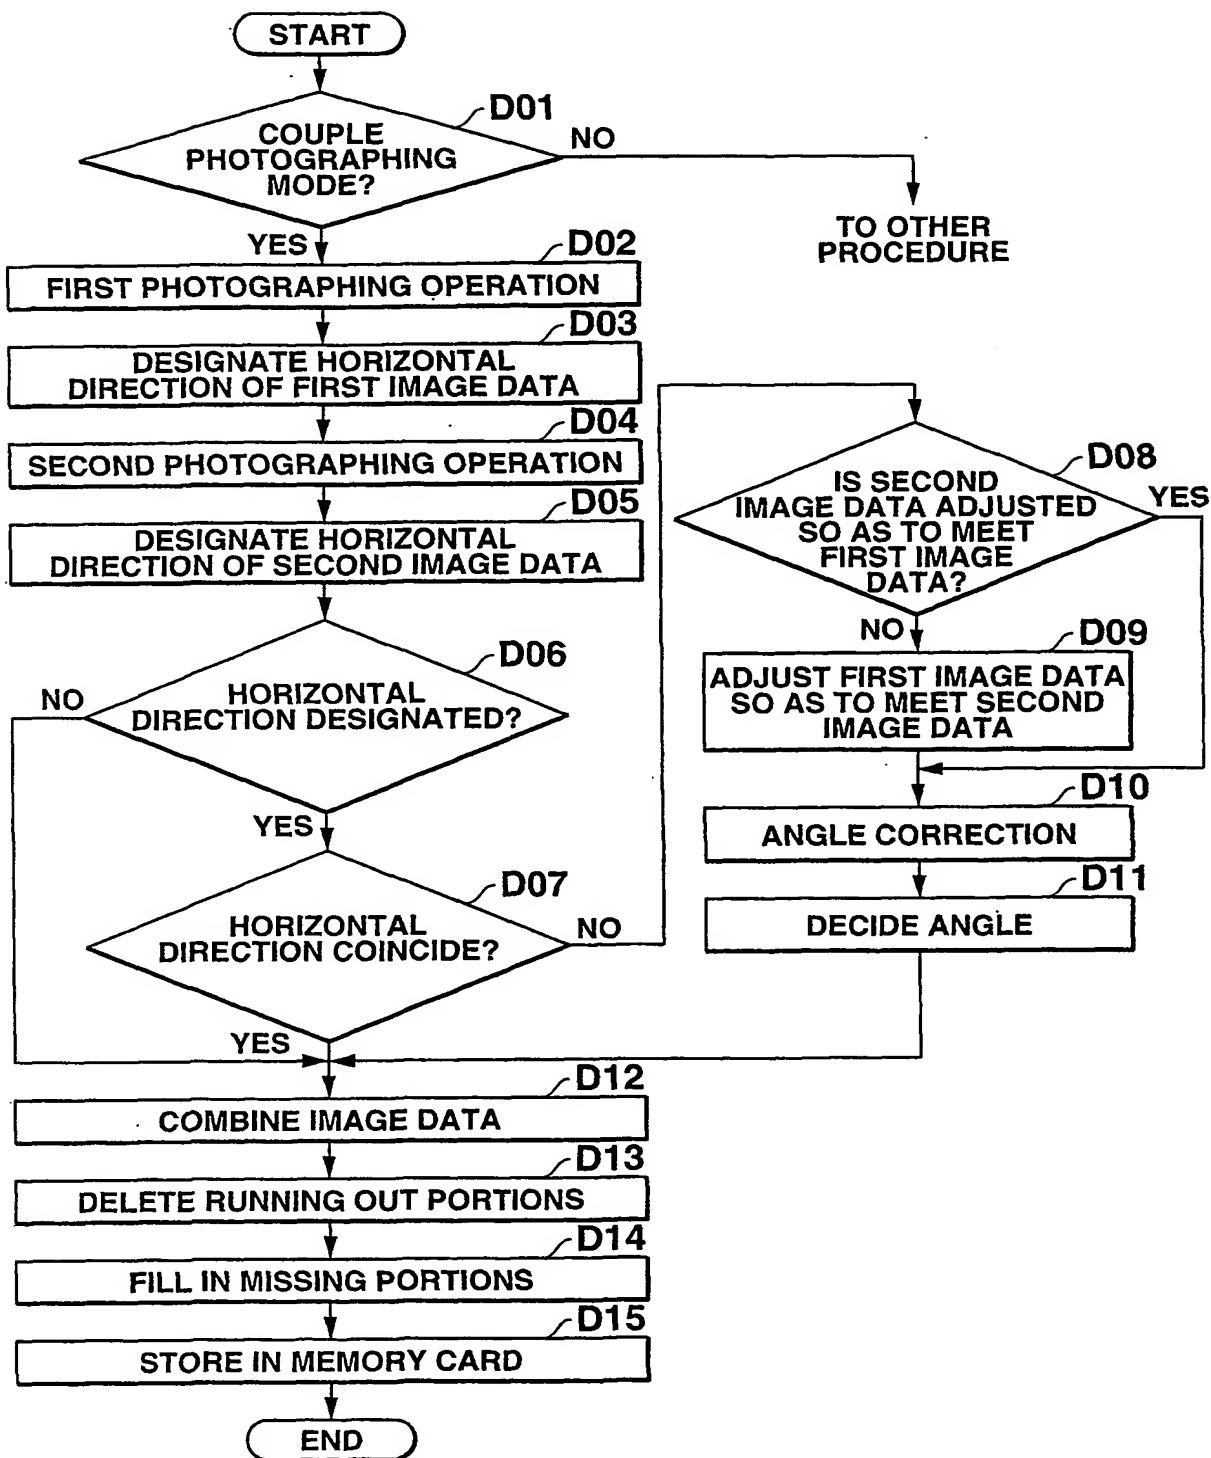 START
D01
COUPLE
PHOTOGRAPHING
MODE?
NO
TO OTHER
PROCEDURE
YES
D02
FIRST PHOTOGRAPHING OPERATION
D03
DESIGNATE HORIZONTAL
DIRECTION OF FIRST IMAGE DATA
D04
SECOND PHOTOGRAPHING OPERATION
D05
DESIGNATE HORIZONTAL
DIRECTION OF SECOND IMAGE DATA
D06
HORIZONTAL
DIRECTION DESIGNATED?
NO
YES
D07
HORIZONTAL
DIRECTION COINCIDE?
NO
YES
D08
IS SECOND
IMAGE DATA ADJUSTED
SO AS TO MEET
FIRST IMAGE
DATA?
YES
NO
D09
ADJUST FIRST IMAGE DATA
SO AS TO MEET SECOND
IMAGE DATA
D10
ANGLE CORRECTION
D11
DECIDE ANGLE
D12
COMBINE IMAGE DATA
D13
DELETE RUNNING OUT PORTIONS
D14
FILL IN MISSING PORTIONS
D15
STORE IN MEMORY CARD
END